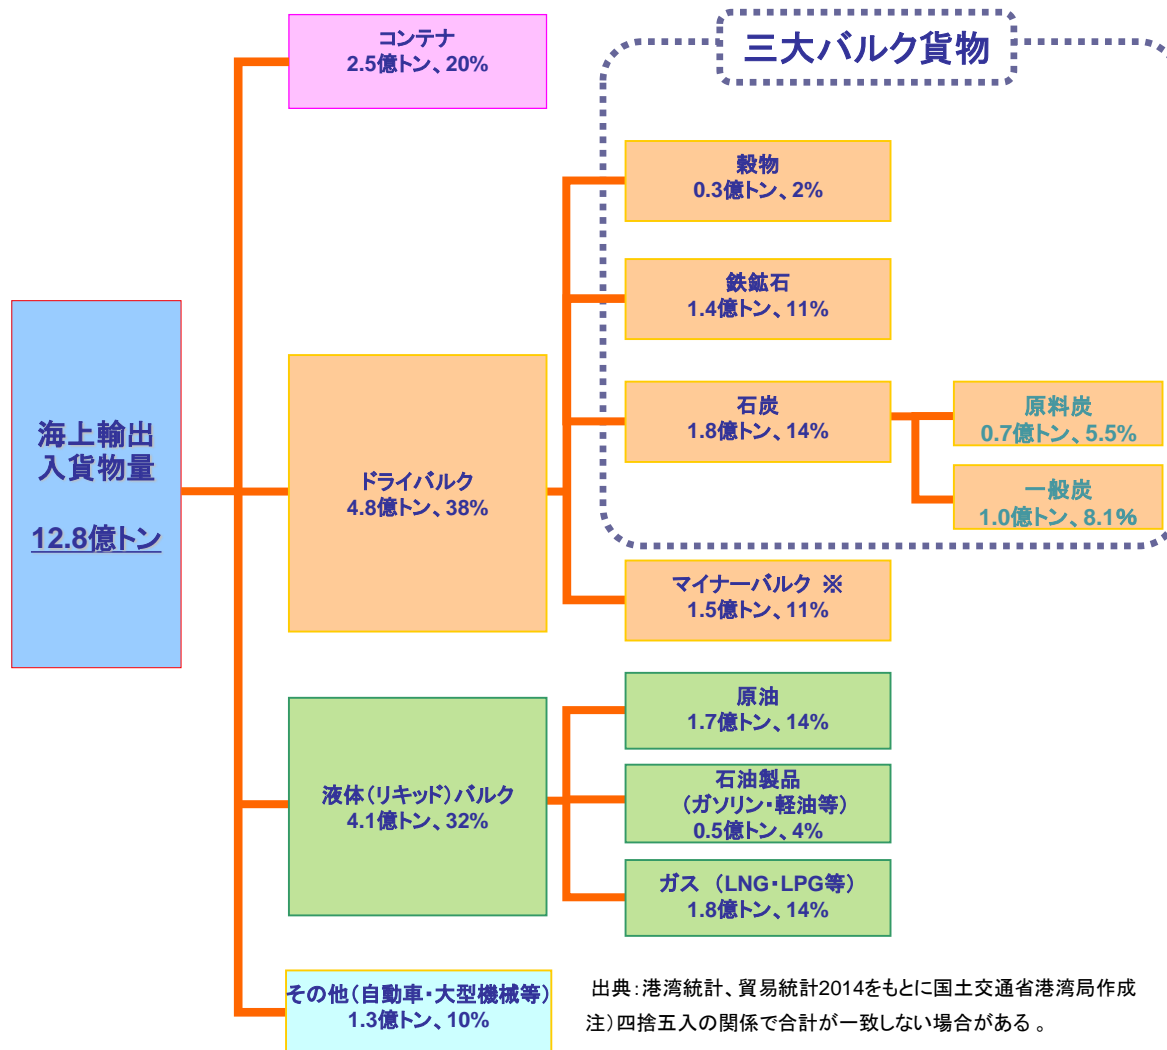 コンテナ
2.5億トン、20%
三大バルク貨物
穀物
0.3億トン、2%
鉄鉱石
1.4億トン、11%
海上輸出
入貨物量
12.8億トン
ドライバルク
4.8億トン、38%
石炭
1.8億トン、14%
原料炭
0.7億トン、5.5%
一般炭
1.0億トン、8.1%
マイナーバルク ※
1.5億トン、11%
液体(リキッド)バルク
4.1億トン、32%
原油
1.7億トン、14%
石油製品
(ガソリン・軽油等)
0.5億トン、4%
ガス (LNG・LPG等)
1.8億トン、14%
その他(自動車・大型機械等)
1.3億トン、10%
出典:港湾統計、貿易統計2014をもとに国土交通省港湾局作成
注)四捨五入の関係で合計が一致しない場合がある。